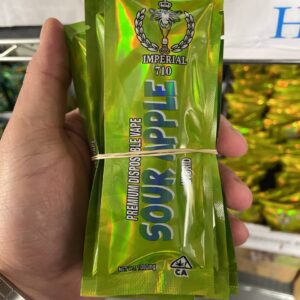 H
IMPERIAL
710
PREMIUM DISPOSABLE VAPE
SOUR APPLE
CA